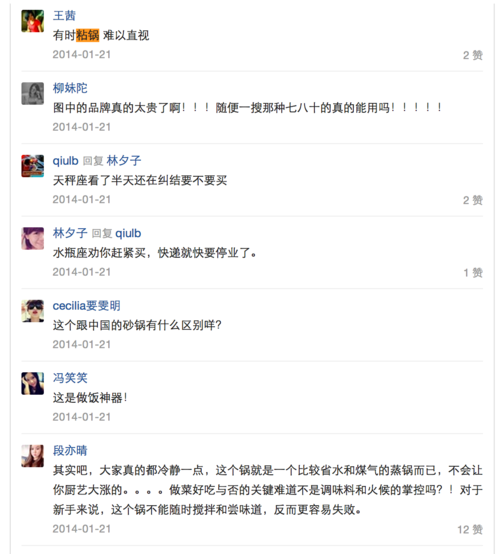 王茜
有时粘锅 难以直视
2014-01-21
2 赞
柳妹陀
图中的品牌真的太贵了啊！！！随便一搜那种七八十的真的能用吗！！！！！
2014-01-21
qiulb 回复 林夕子
天秤座看了半天还在纠结要不要买
2014-01-21
2 赞
林夕子 回复 qiulb
水瓶座劝你赶紧买，快递就快要停业了。
2014-01-21
1 赞
cecilia要雯明
这个跟中国的砂锅有什么区别咩？
2014-01-21
冯笑笑
这是做饭神器！
2014-01-21
段亦晴
其实吧，大家真的都冷静一点，这个锅就是一个比较省水和煤气的蒸锅而已，不会让
你厨艺大涨的。。。。做菜好吃与否的关键难道不是调味料和火候的掌控吗？！对于
新手来说，这个锅不能随时搅拌和尝味道，反而更容易失败。
2014-01-21
12 赞